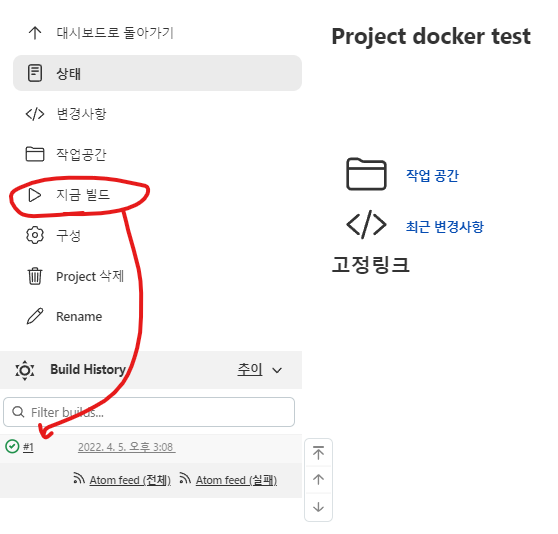 대시보드로 돌아가기
상태
변경사항
작업공간
지금 빌드
구성
Project 삭제
Rename
Build History 추이
Filter builds...
#1 2022. 4. 5. 오후 3:08
Atom feed (전체) Atom feed (실패)
Project docker test
작업 공간
최근 변경사항
고정링크